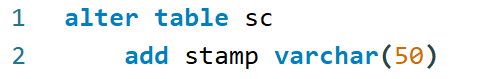 1 alter table sc
2 add stamp varchar(50)